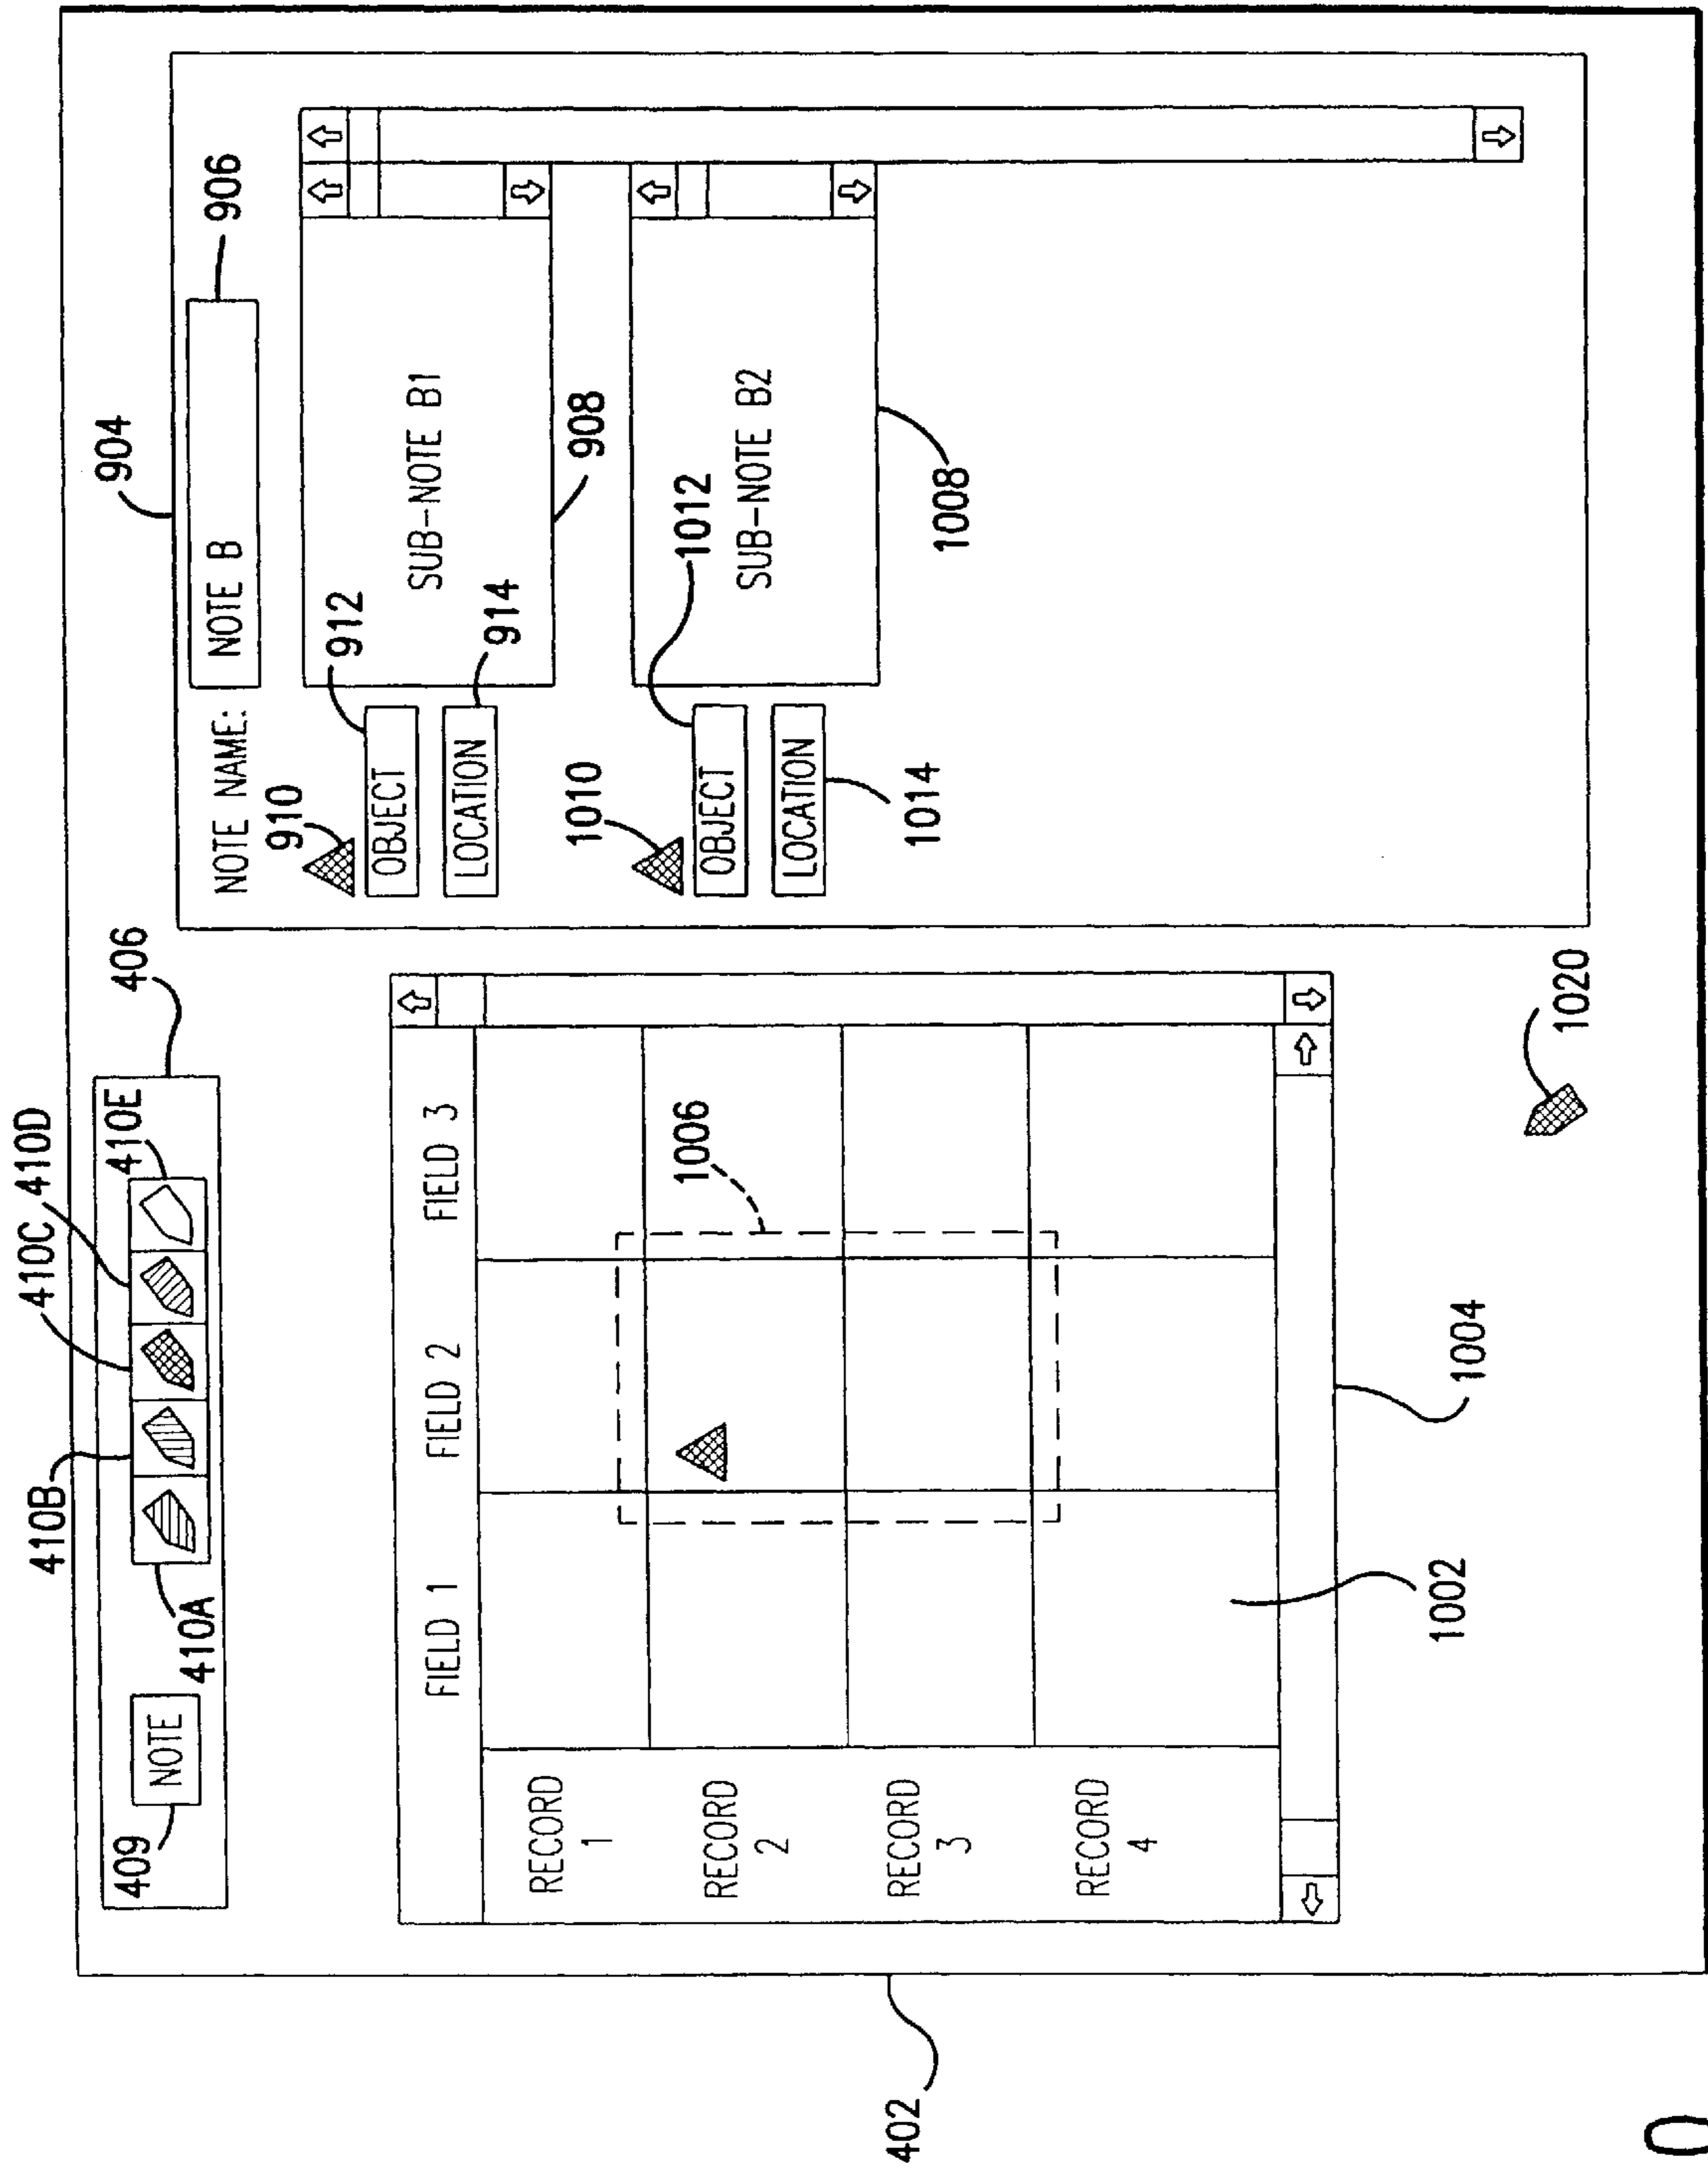 410B
410C
410D
406
904
906
409
NOTE
410A
410E
NOTE NAME:
NOTE B
910
912
OBJECT
LOCATION
914
SUB-NOTE B1
908
1010
1012
OBJECT
LOCATION
1014
SUB-NOTE B2
1008
FIELD 1
FIELD 2
FIELD 3
RECORD
1
RECORD
2
RECORD
3
RECORD
4
1006
1002
1004
1020
402